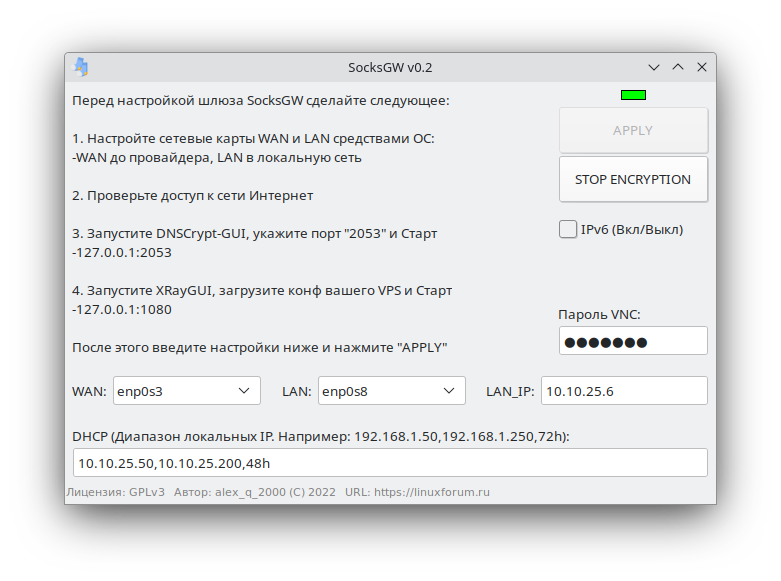 SocksGW v0.2
Перед настройкой шлюза SocksGW сделайте следующее:
1. Настройте сетевые карты WAN и LAN средствами ОС:
-WAN до провайдера, LAN в локальную сеть
2. Проверьте доступ к сети Интернет
3. Запустите DNSCrypt-GUI, укажите порт "2053" и Старт
-127.0.0.1:2053
4. Запустите XRayGUI, загрузите конф вашего VPS и Старт
-127.0.0.1:1080
После этого введите настройки ниже и нажмите "APPLY"
APPLY
STOP ENCRYPTION
IPv6 (Вкл/Выкл)
Пароль VNC:
●●●●●●●
WAN: enp0s3 LAN: enp0s8 LAN_IP: 10.10.25.6
DHCP (Диапазон локальных IP. Например: 192.168.1.50,192.168.1.250,72h):
10.10.25.50,10.10.25.200,48h
Лицензия: GPLv3 Автор: alex_q_2000 (C) 2022 URL: https://linuxforum.ru